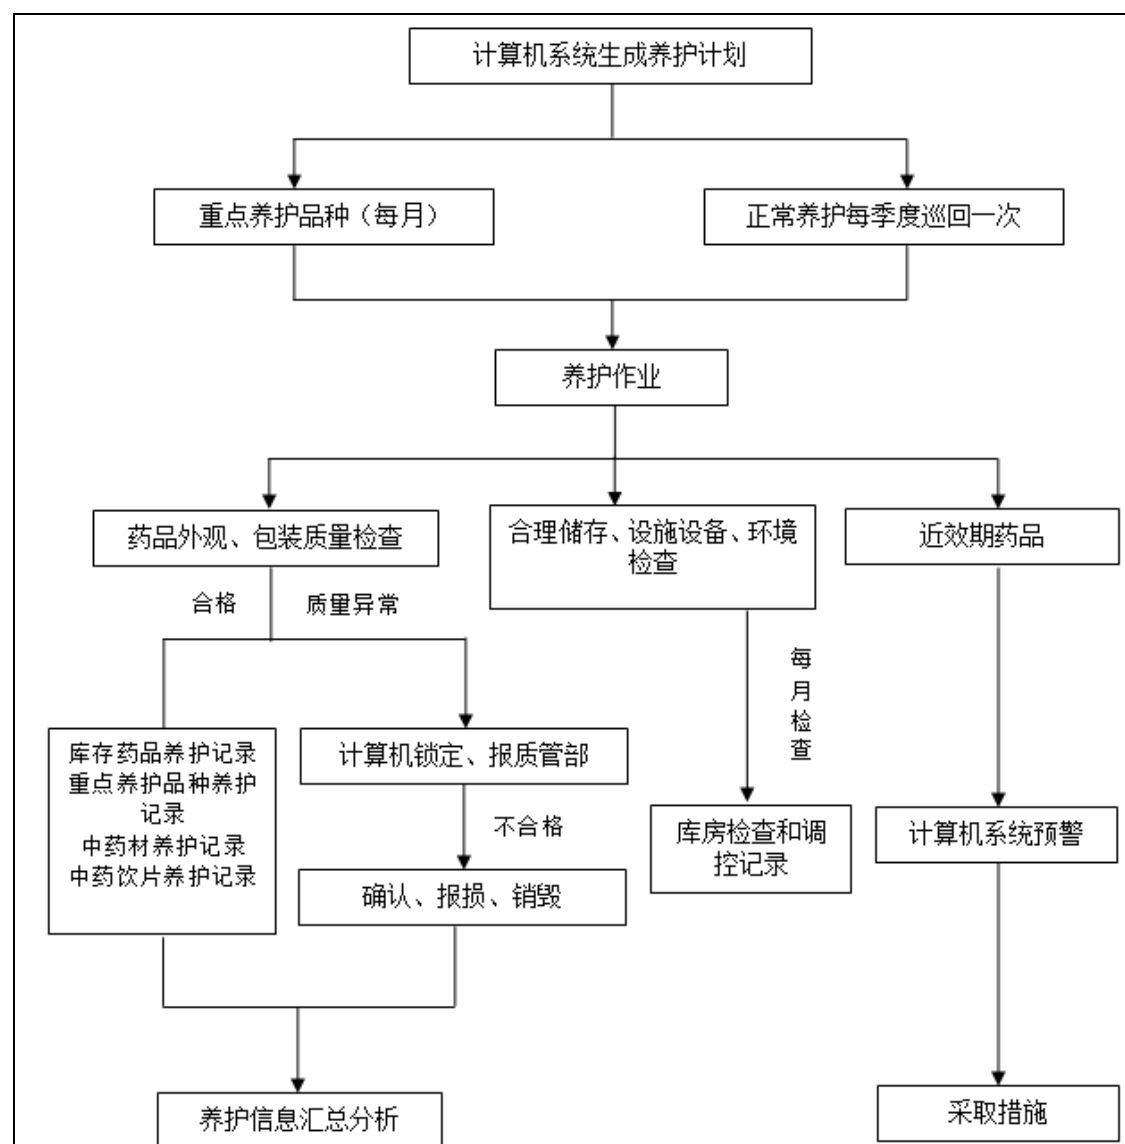 计算机系统生成养护计划
重点养护品种（每月）
正常养护每季度巡回一次
养护作业
药品外观、包装质量检查
合理储存、设施设备、环境
检查
近效期药品
合格
质量异常
每
月
检
查
库存药品养护记录
重点养护品种养护
记录
中药材养护记录
中药饮片养护记录
计算机锁定、报质管部
不合格
库房检查和调
控记录
计算机系统预警
确认、报损、销毁
养护信息汇总分析
采取措施